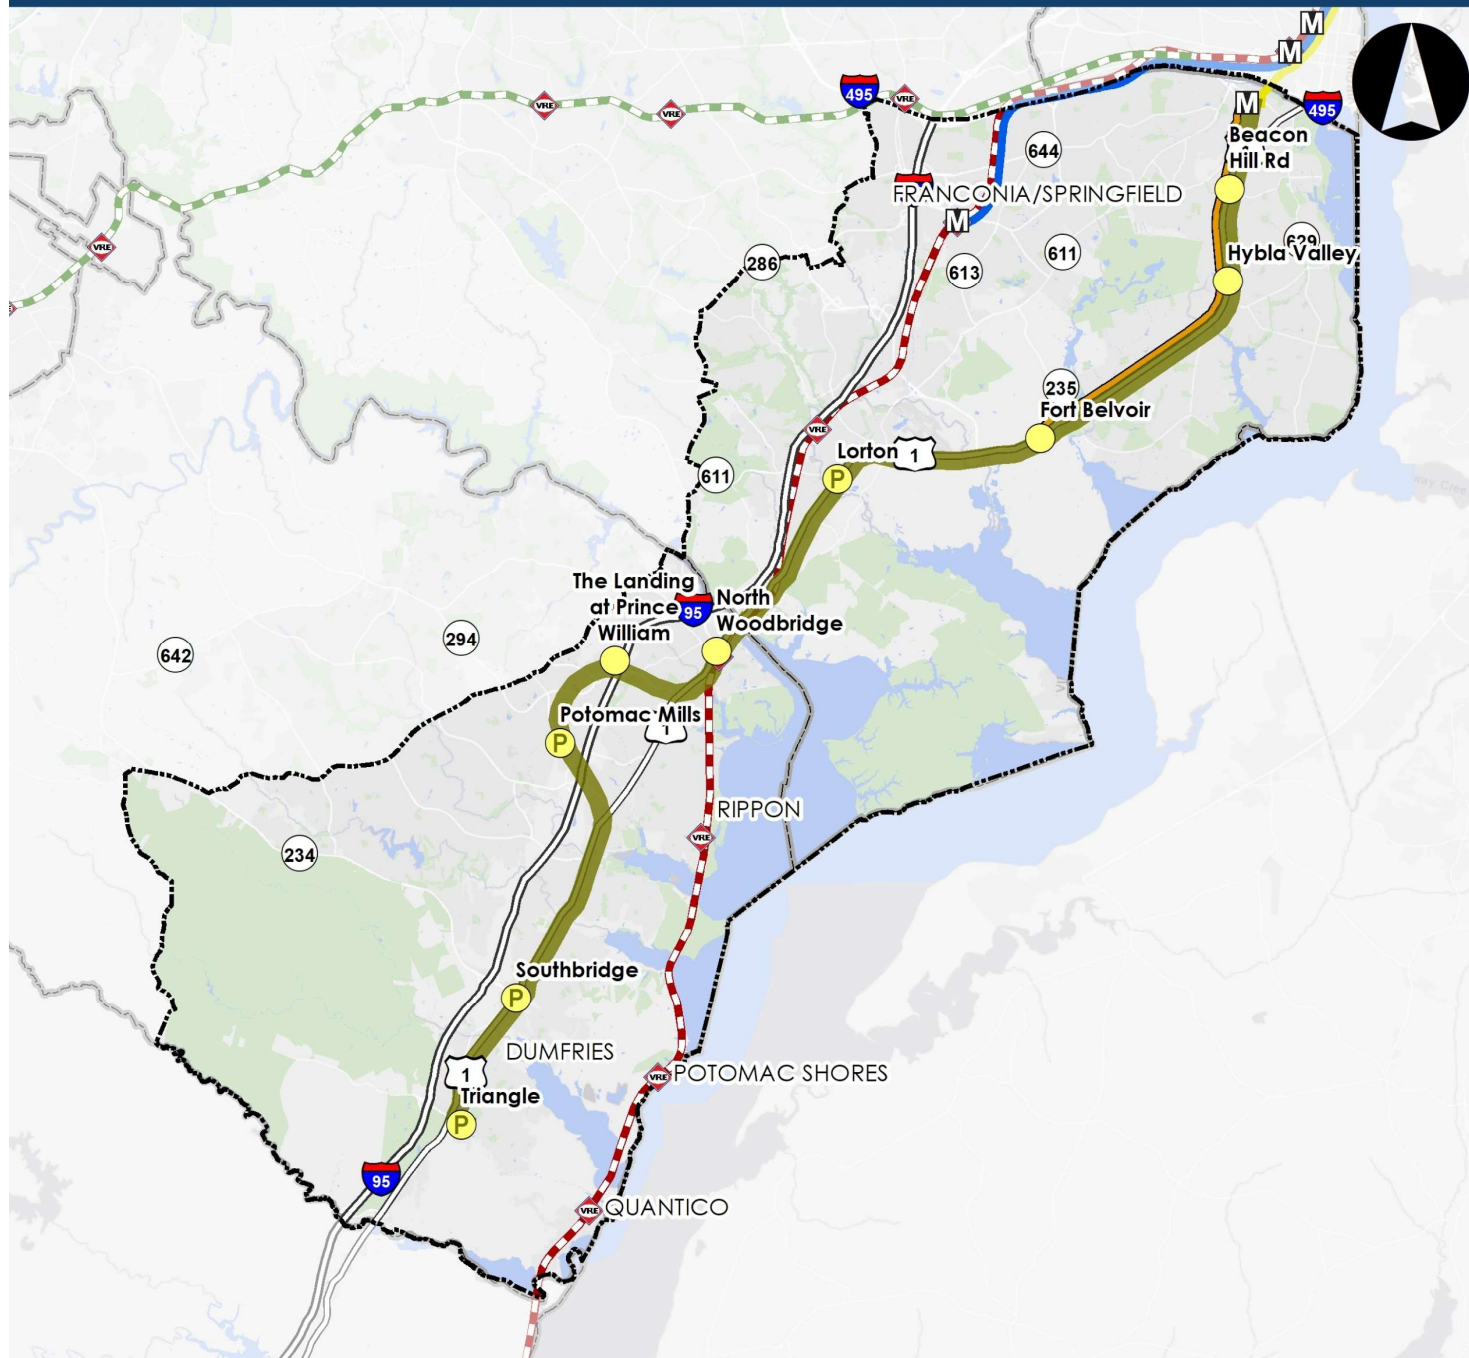 M
M
495
VRE
M
495
VRE
VRE
Beacon
Hill Rd
644
FRANCONIA/SPRINGFIELD
M
VRE
286
613
611
629
Hybla Valley
235
Fort Belvoir
VRE
Lorton
1
P
611
The Landing
at Prince
William
95
North
Woodbridge
294
642
Potomac Mills
1
P
RIPPON
VRE
234
Southbridge
P
DUMFRIES
1
Triangle
P
VRE
POTOMAC SHORES
95
VRE
QUANTICO